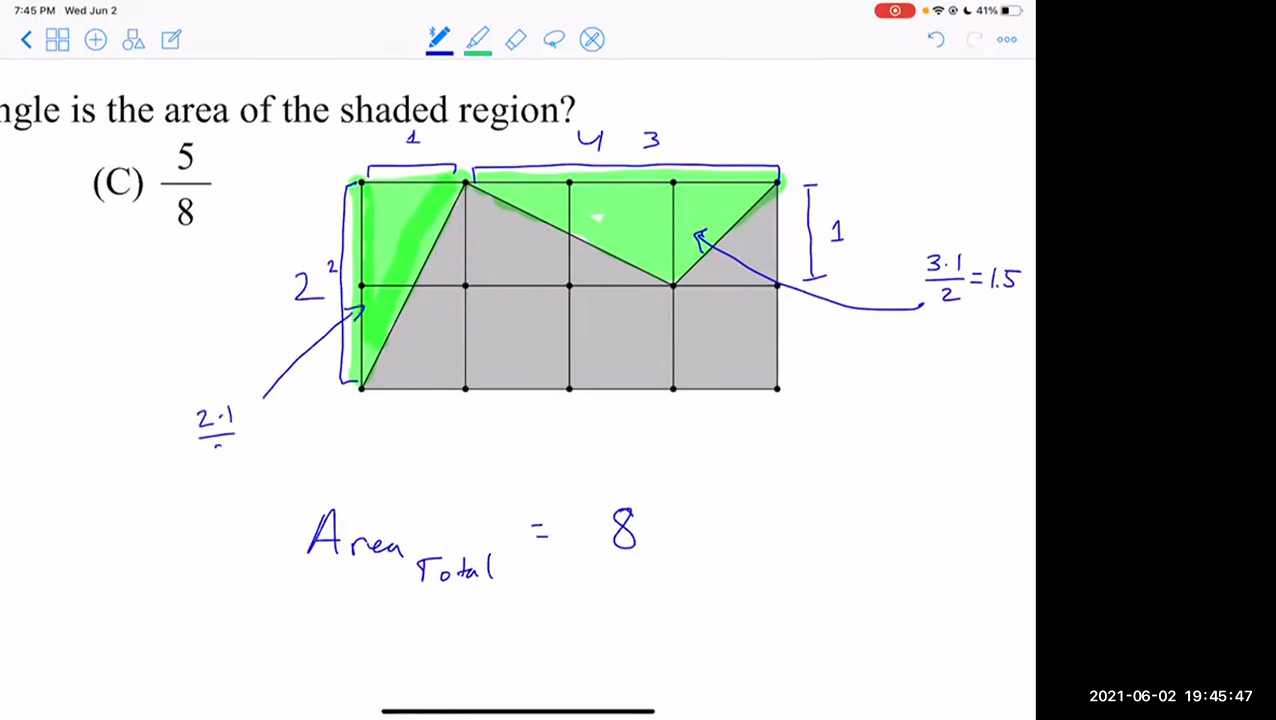 7:45 PM Wed Jun 2
41%
ngle is the area of the shaded region?
(C) 5/8
1
4 3
2
2
1
3·1/2 = 1.5
2·1
Area Total = 8
2021-06-02 19:45:47